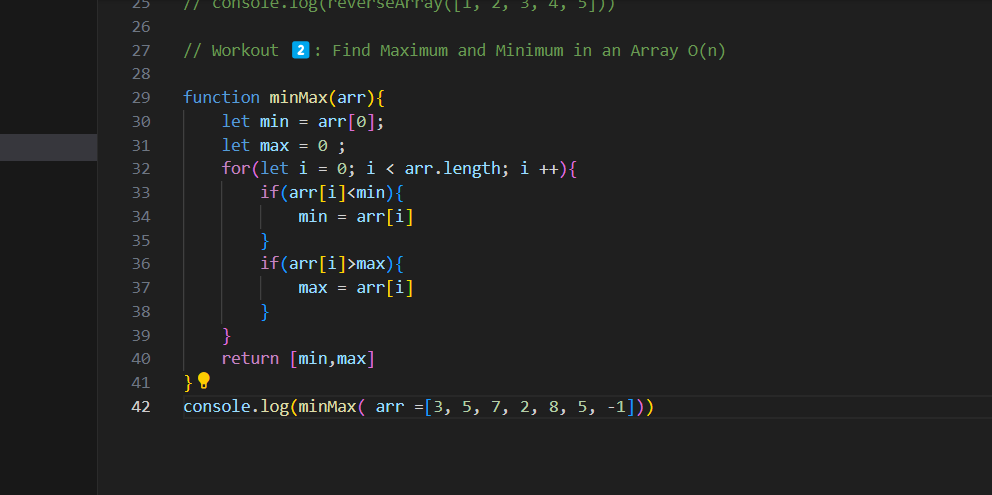 25 // console.log(reverseArray([1, 2, 3, 4, 5]))
26
27 // Workout 2️⃣: Find Maximum and Minimum in an Array O(n)
28
29 function minMax(arr){
30     let min = arr[0];
31     let max = 0 ;
32     for(let i = 0; i < arr.length; i ++){
33         if(arr[i]<min){
34             min = arr[i]
35         }
36         if(arr[i]>max){
37             max = arr[i]
38         }
39     }
40     return [min,max]
41 }
42 console.log(minMax( arr =[3, 5, 7, 2, 8, 5, -1]))